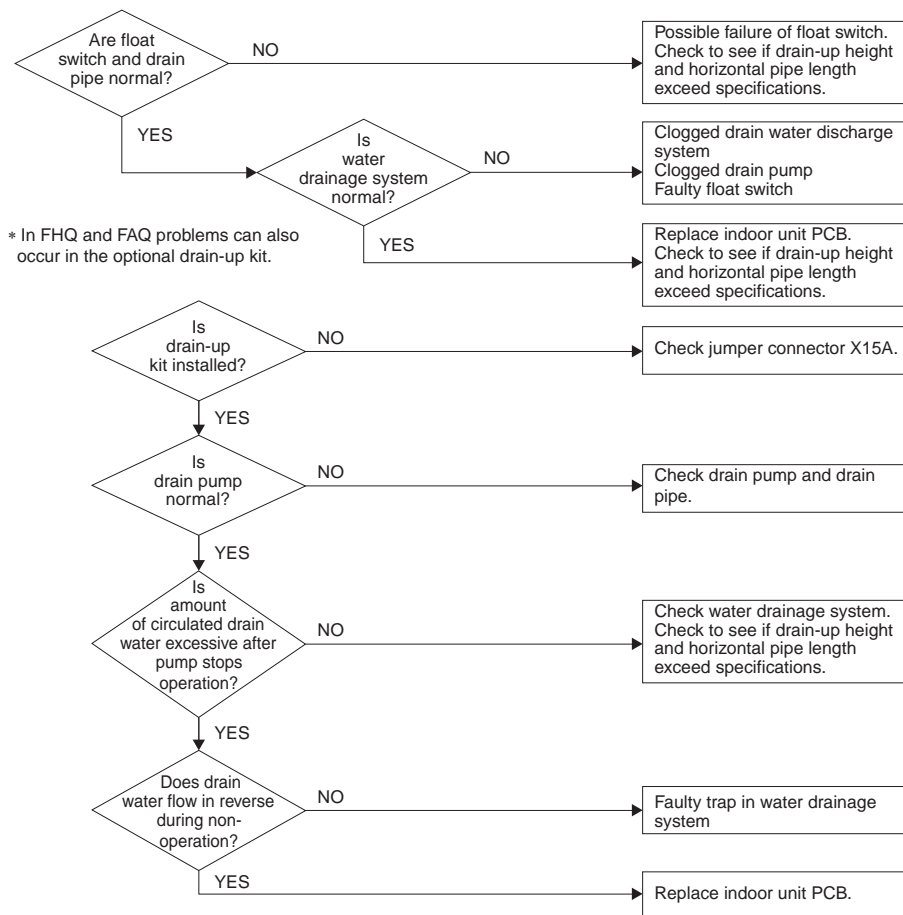 Are float
switch and drain
pipe normal?
NO
Possible failure of float switch.
Check to see if drain-up height
and horizontal pipe length
exceed specifications.
YES
Is
water
drainage system
normal?
NO
Clogged drain water discharge
system
Clogged drain pump
Faulty float switch
YES
Replace indoor unit PCB.
Check to see if drain-up height
and horizontal pipe length
exceed specifications.
* In FHQ and FAQ problems can also
occur in the optional drain-up kit.
Is
drain-up
kit installed?
NO
Check jumper connector X15A.
YES
Is
drain pump
normal?
NO
Check drain pump and drain
pipe.
YES
Is
amount
of circulated drain
water excessive after
pump stops
operation?
NO
Check water drainage system.
Check to see if drain-up height
and horizontal pipe length
exceed specifications.
YES
Does drain
water flow in reverse
during non-
operation?
NO
Faulty trap in water drainage
system
YES
Replace indoor unit PCB.